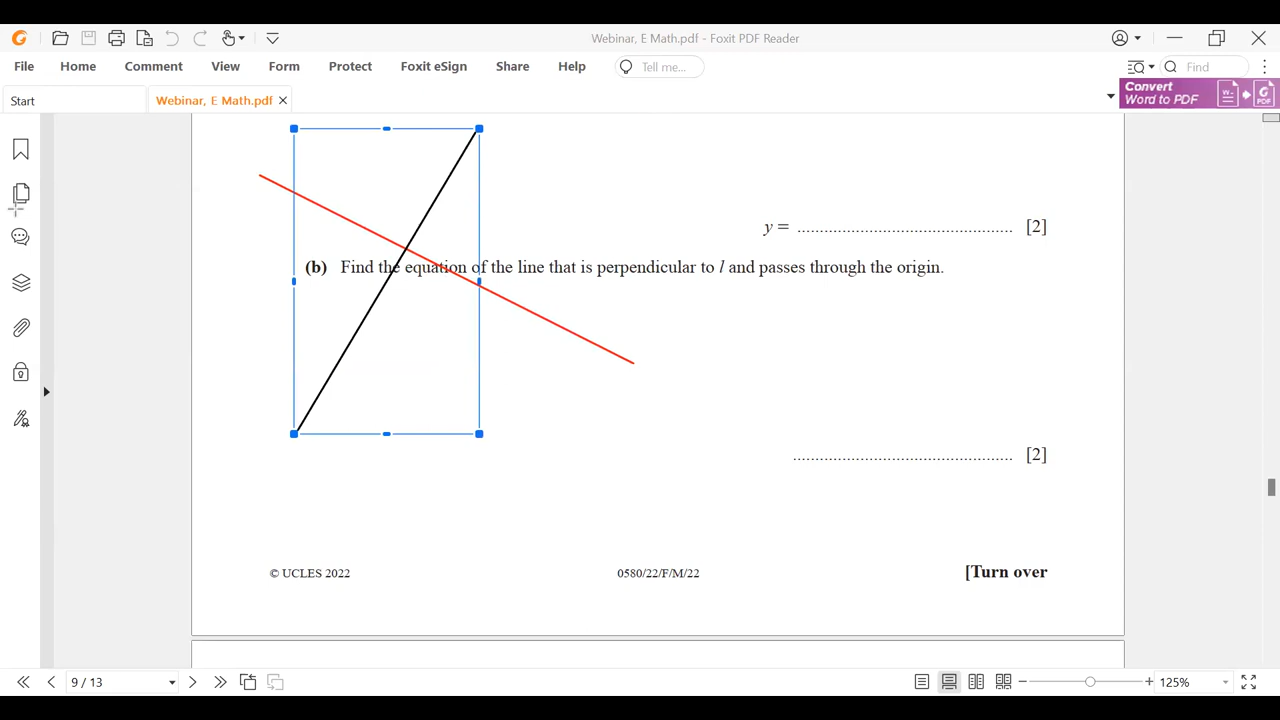 Webinar, E Math.pdf - Foxit PDF Reader
File Home Comment View Form Protect Foxit eSign Share Help Tell me... Find
Start Webinar, E Math.pdf
Convert
Word to PDF
y = ............................................... [2]
(b) Find the equation of the line that is perpendicular to l and passes through the origin.
................................................ [2]
© UCLES 2022 0580/22/F/M/22 [Turn over
9 / 13 125%